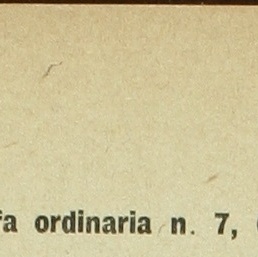 fa ordinaria n. 7,